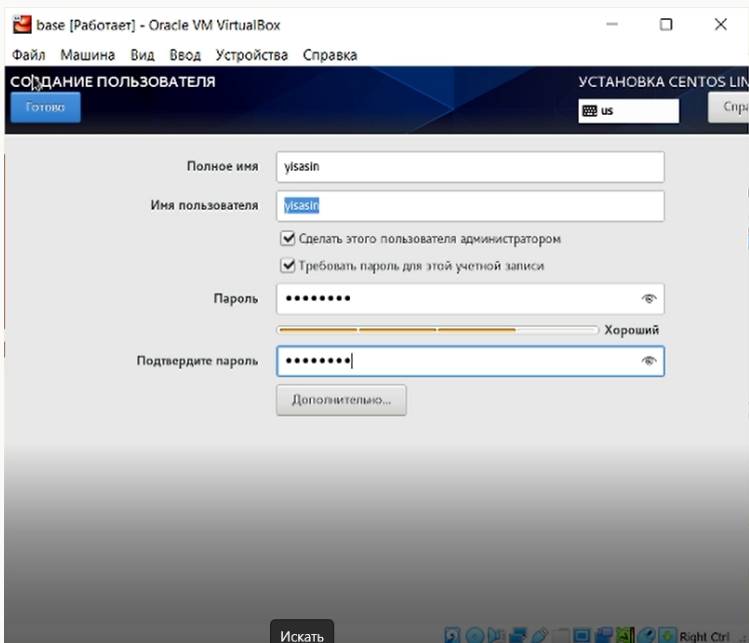 base [Работает] - Oracle VM VirtualBox
Файл Машина Вид Ввод Устройства Справка
СОЗДАНИЕ ПОЛЬЗОВАТЕЛЯ
УСТАНОВКА CENTOS LIN
Готово
us
Спра
Полное имя
yisasin
Имя пользователя
yisasin
Сделать этого пользователя администратором
Требовать пароль для этой учетной записи
Пароль
••••••••
Хороший
Подтвердите пароль
••••••••
Дополнительно...
Искать
Right Ctrl